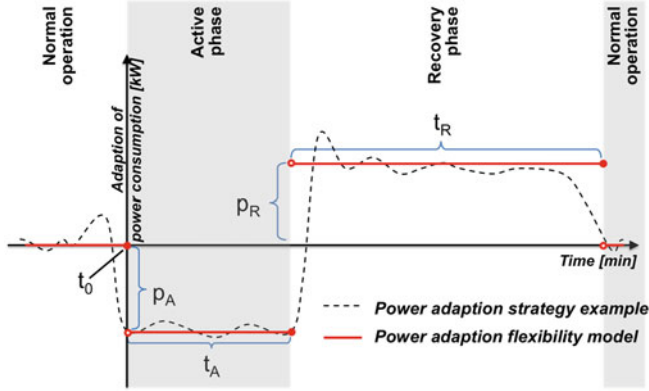 Normal
operation
Active
phase
Recovery
phase
Normal
operation
Adaption of
power consumption [kW]
t_R
p_R
t_0
p_A
t_A
Time [min]
Power adaption strategy example
Power adaption flexibility model